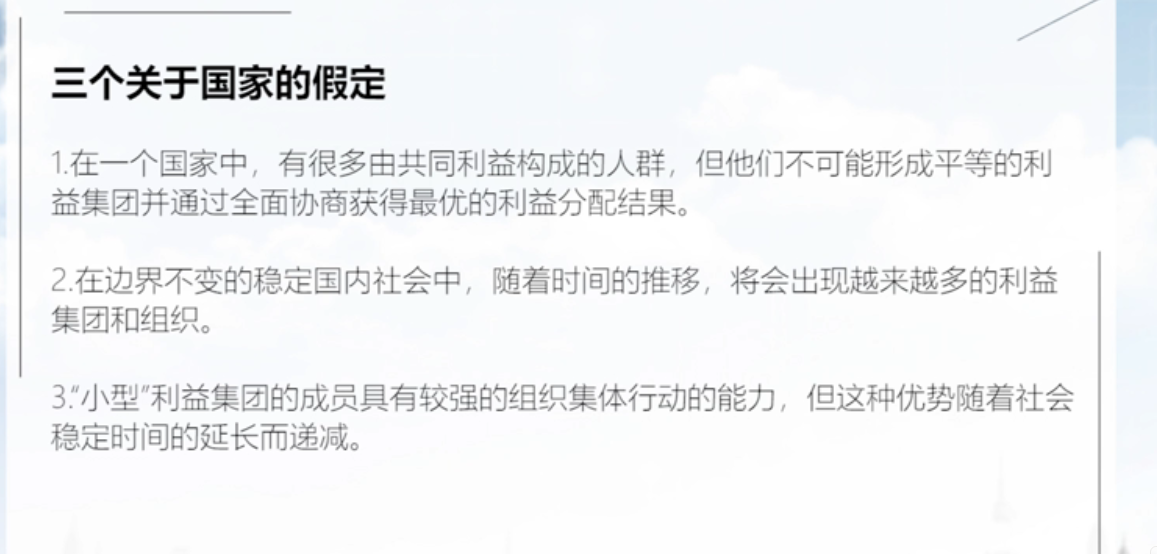 三个关于国家的假定
1.在一个国家中，有很多由共同利益构成的人群，但他们不可能形成平等的利
益集团并通过全面协商获得最优的利益分配结果。
2.在边界不变的稳定国内社会中，随着时间的推移，将会出现越来越多的利益
集团和组织。
3.“小型”利益集团的成员具有较强的组织集体行动的能力，但这种优势随着社会
稳定时间的延长而递减。